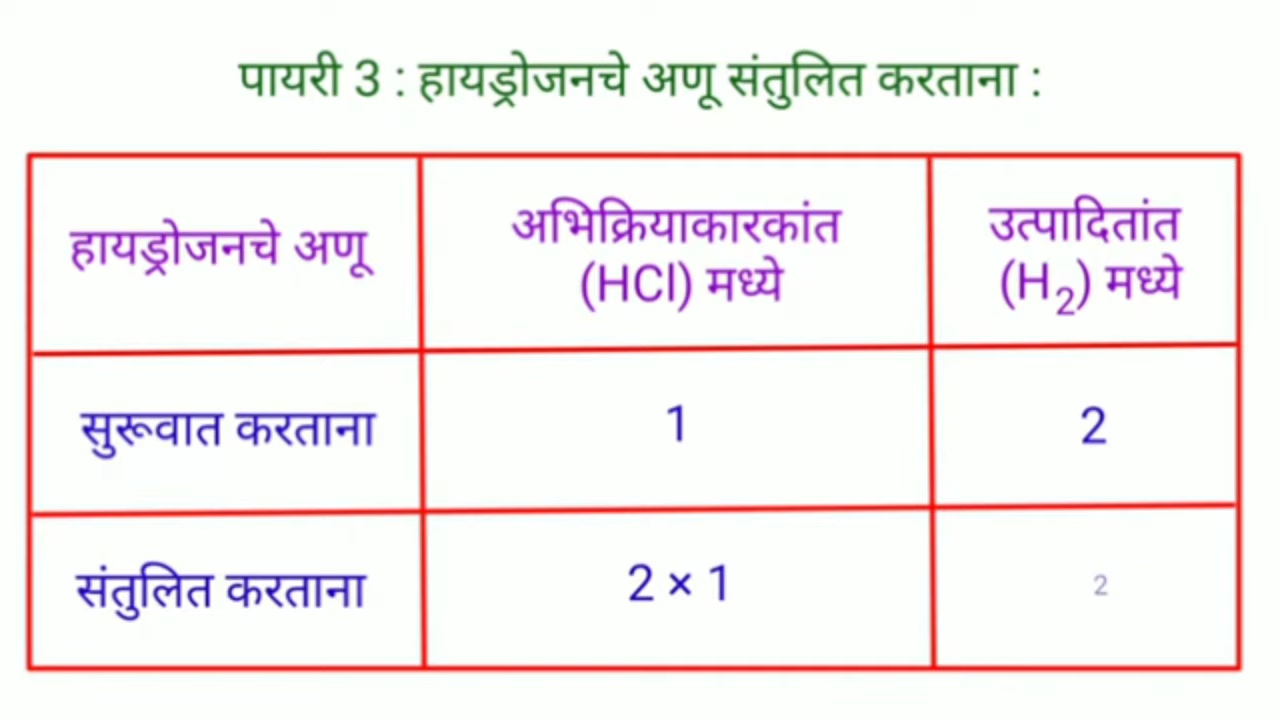 पायरी 3 : हायड्रोजनचे अणू संतुलित करताना :
हायड्रोजनचे अणू
अभिक्रियाकारकांत
(HCl) मध्ये
उत्पादितांत
(H₂) मध्ये
सुरूवात करताना
1
2
संतुलित करताना
2 × 1
2